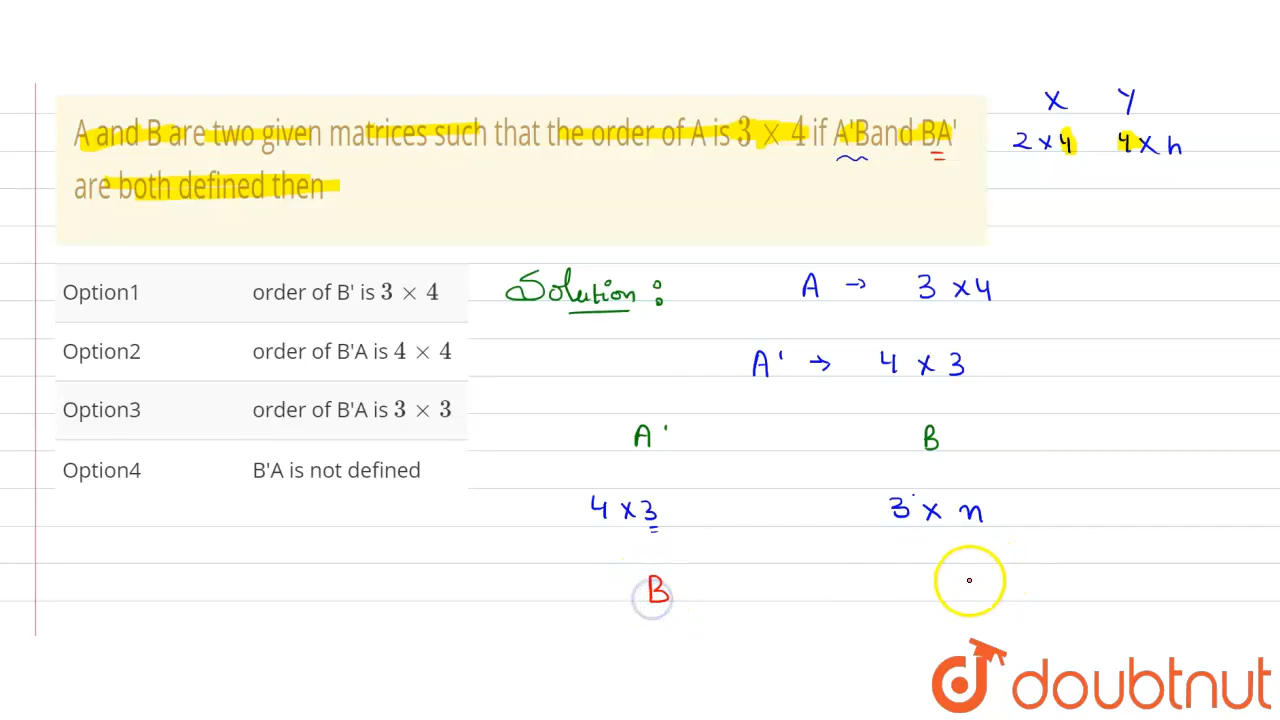 A and B are two given matrices such that the order of A is 3 × 4 if A'Band BA'
are both defined then
X Y
2 × 4 4 × n
Option1 order of B' is 3 × 4
Option2 order of B'A is 4 × 4
Option3 order of B'A is 3 × 3
Option4 B'A is not defined
Solution :
A → 3 × 4
A' → 4 × 3
A' B
4 × 3 3 × n
B
doubtnut